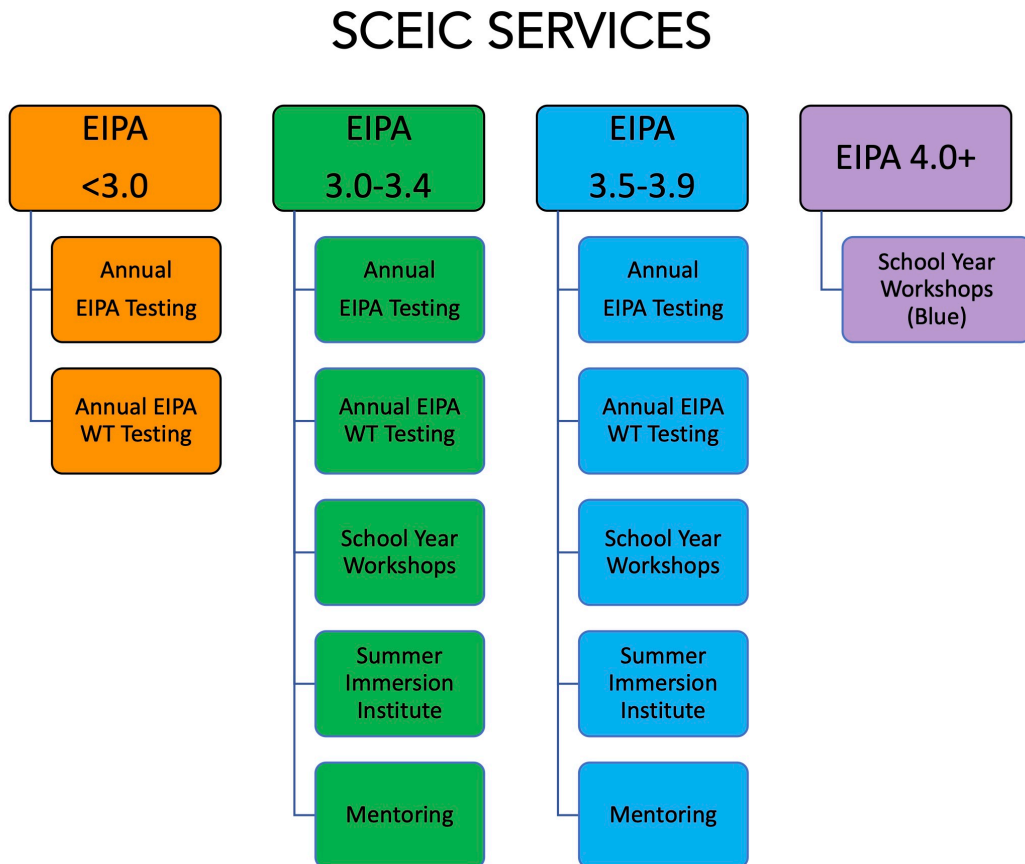 SCEIC SERVICES
EIPA
<3.0
Annual
EIPA Testing
Annual EIPA
WT Testing
EIPA
3.0-3.4
Annual
EIPA Testing
Annual EIPA
WT Testing
School Year
Workshops
Summer
Immersion
Institute
Mentoring
EIPA
3.5-3.9
Annual
EIPA Testing
Annual EIPA
WT Testing
School Year
Workshops
Summer
Immersion
Institute
Mentoring
EIPA 4.0+
School Year
Workshops
(Blue)